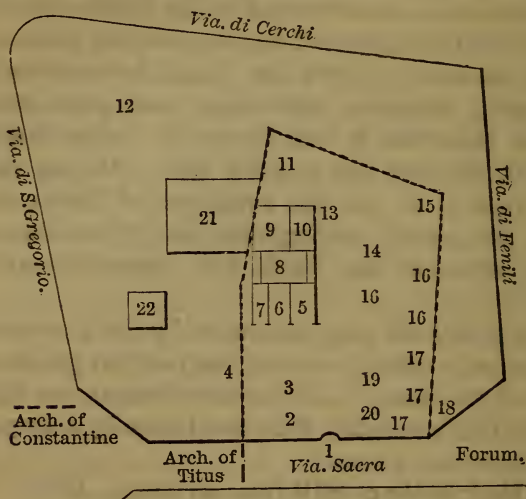 Via. di Cerchi
12
Via. di S. Gregorio.
11
Via. di Fenili
13
15
21
9
10
14
8
16
16
22
7
6
5
16
4
17
3
19
17
2
20
17
18
Arch. of
Constantine
1
Arch. of
Titus
Via. Sacra
Forum.